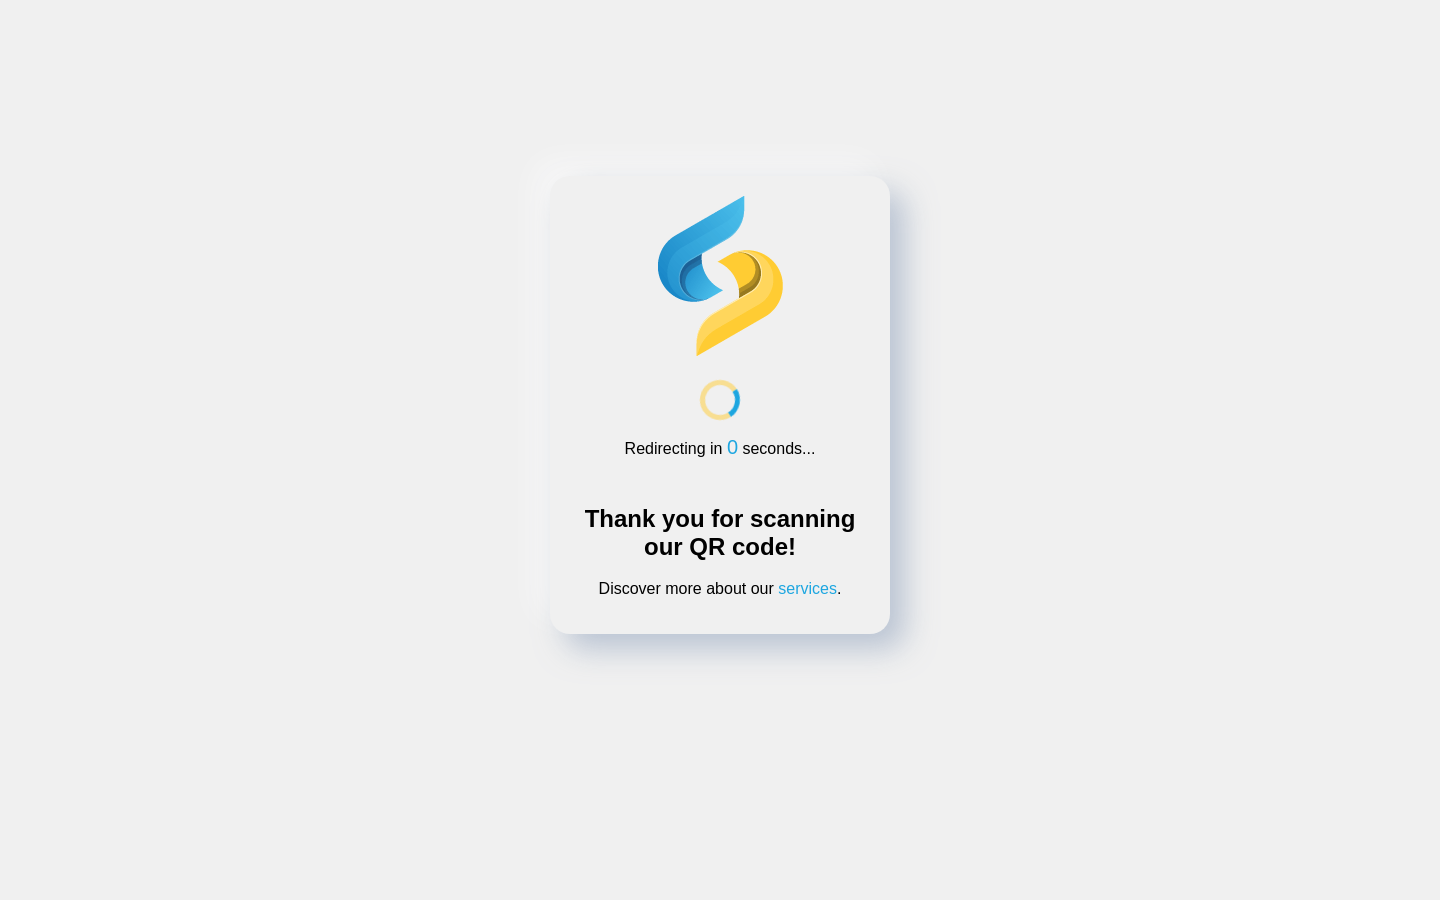 Redirecting in 0 seconds...
Thank you for scanning
our QR code!
Discover more about our services.